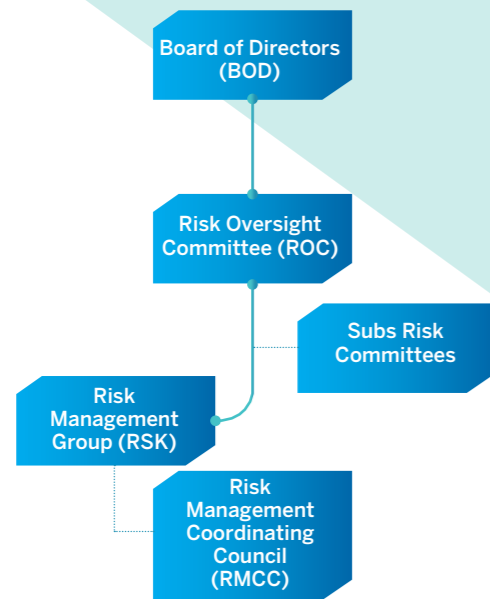 Board of Directors
(BOD)
Risk Oversight
Committee (ROC)
Subs Risk
Committees
Risk
Management
Group (RSK)
Risk
Management
Coordinating
Council
(RMCC)